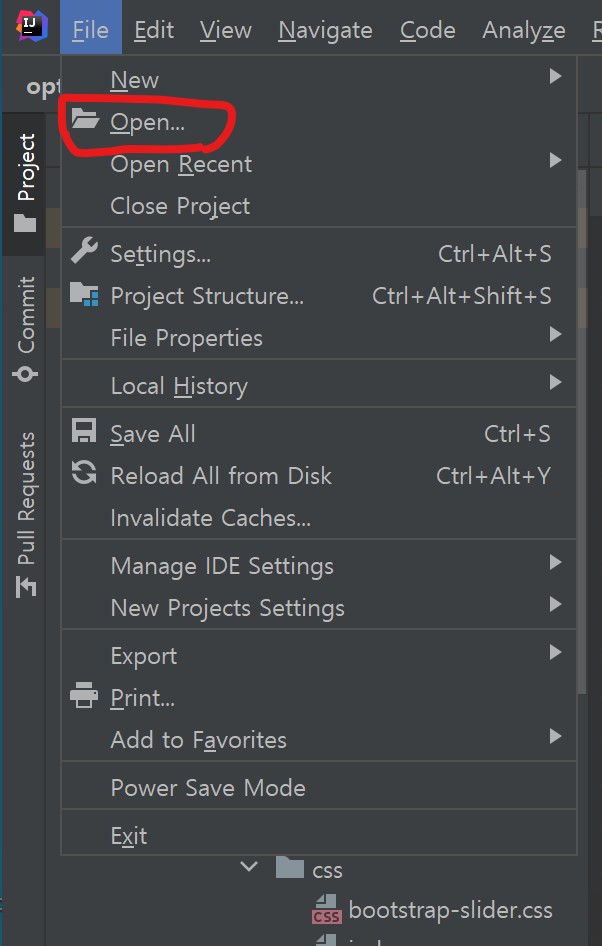 IJ
File Edit View Navigate Code Analyze
opt
Project
Commit
Pull Requests
New
Open...
Open Recent
Close Project
Settings... Ctrl+Alt+S
Project Structure... Ctrl+Alt+Shift+S
File Properties
Local History
Save All Ctrl+S
Reload All from Disk Ctrl+Alt+Y
Invalidate Caches...
Manage IDE Settings
New Projects Settings
Export
Print...
Add to Favorites
Power Save Mode
Exit
css
CSS bootstrap-slider.css